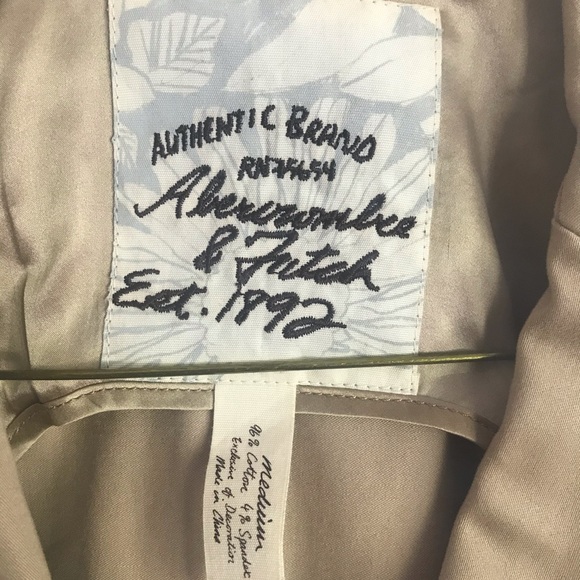 AUTHENTIC BRAND
RN75654
Abercrombie
& Fitch
Est. 1892
medium
96% Cotton 4% Spandex
Exclusive of Decoration
Made in China